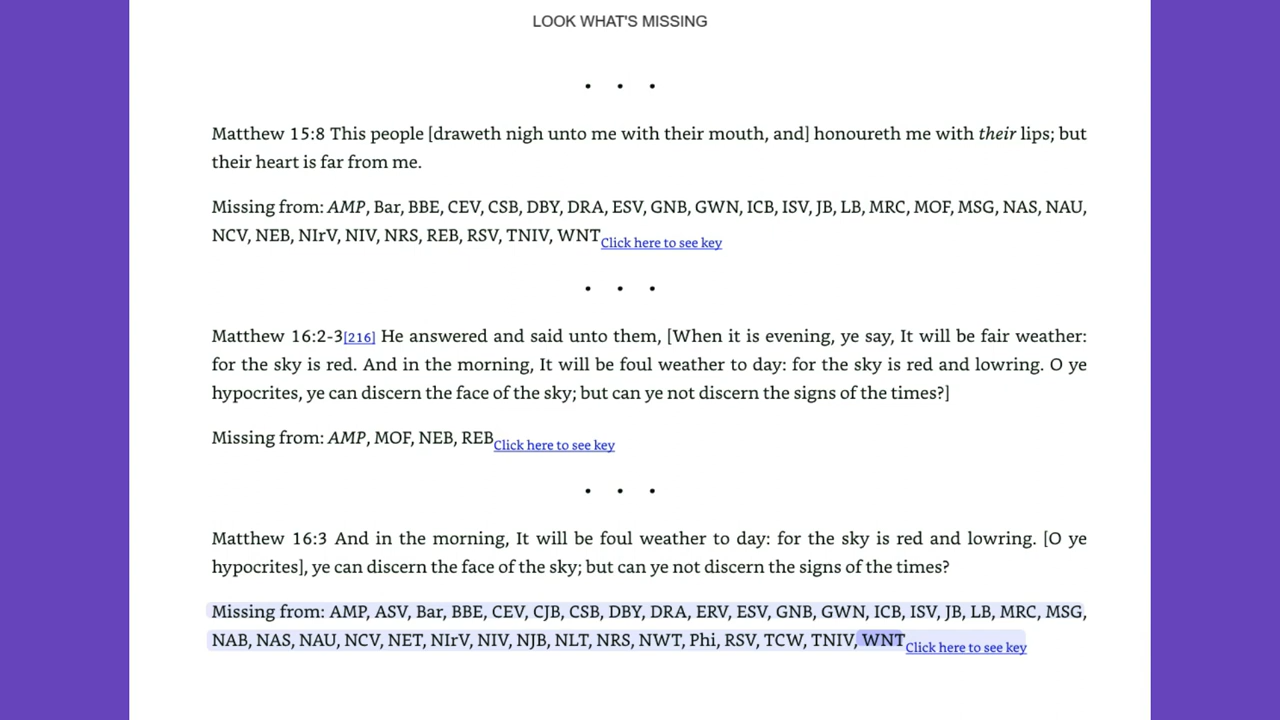 LOOK WHAT'S MISSING
• • •
Matthew 15:8 This people [draweth nigh unto me with their mouth, and] honoureth me with their lips; but
their heart is far from me.
Missing from: AMP, Bar, BBE, CEV, CSB, DBY, DRA, ESV, GNB, GWN, ICB, ISV, JB, LB, MRC, MOF, MSG, NAS, NAU,
NCV, NEB, NIrV, NIV, NRS, REB, RSV, TNIV, WNT Click here to see key
• • •
Matthew 16:2-3[216] He answered and said unto them, [When it is evening, ye say, It will be fair weather:
for the sky is red. And in the morning, It will be foul weather to day: for the sky is red and lowring. O ye
hypocrites, ye can discern the face of the sky; but can ye not discern the signs of the times?]
Missing from: AMP, MOF, NEB, REB Click here to see key
• • •
Matthew 16:3 And in the morning, It will be foul weather to day: for the sky is red and lowring. [O ye
hypocrites], ye can discern the face of the sky; but can ye not discern the signs of the times?
Missing from: AMP, ASV, Bar, BBE, CEV, CJB, CSB, DBY, DRA, ERV, ESV, GNB, GWN, ICB, ISV, JB, LB, MRC, MSG,
NAB, NAS, NAU, NCV, NET, NIrV, NIV, NJB, NLT, NRS, NWT, Phi, RSV, TCW, TNIV, WNT Click here to see key